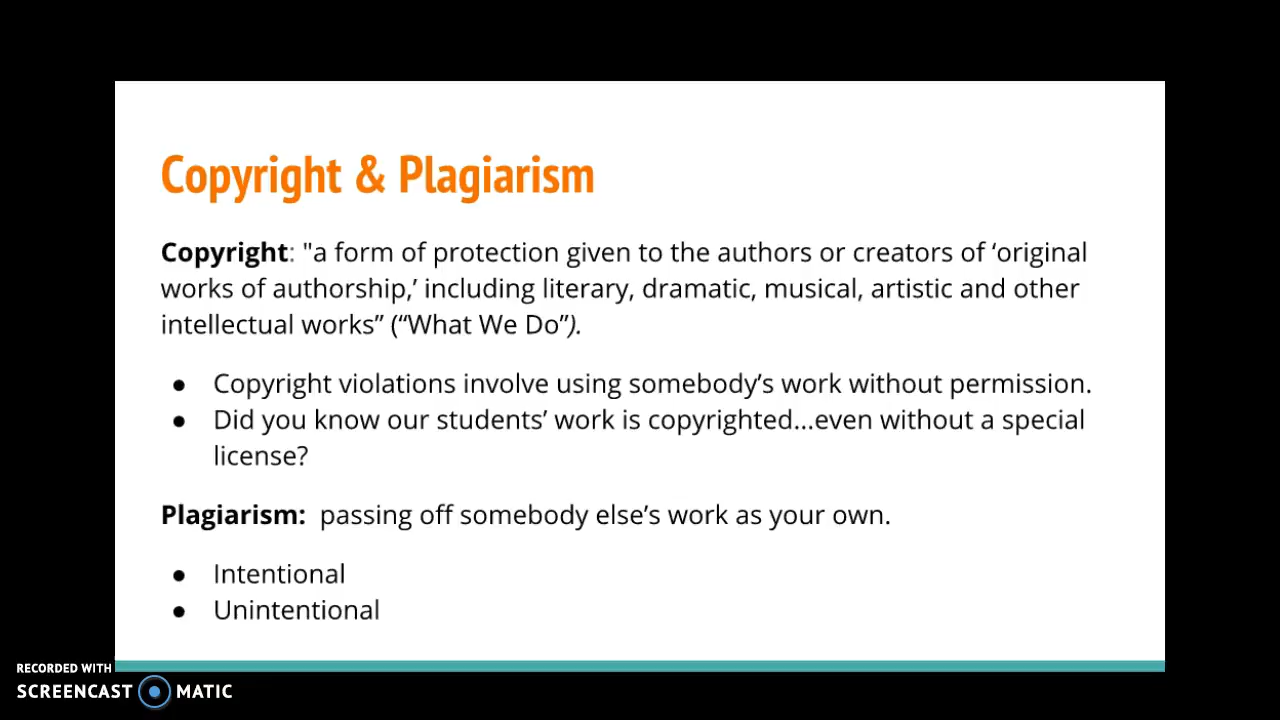 Copyright & Plagiarism
Copyright: "a form of protection given to the authors or creators of ‘original
works of authorship,’ including literary, dramatic, musical, artistic and other
intellectual works” (“What We Do”).
● Copyright violations involve using somebody’s work without permission.
● Did you know our students’ work is copyrighted...even without a special
license?
Plagiarism: passing off somebody else’s work as your own.
● Intentional
● Unintentional
RECORDED WITH
SCREENCAST MATIC